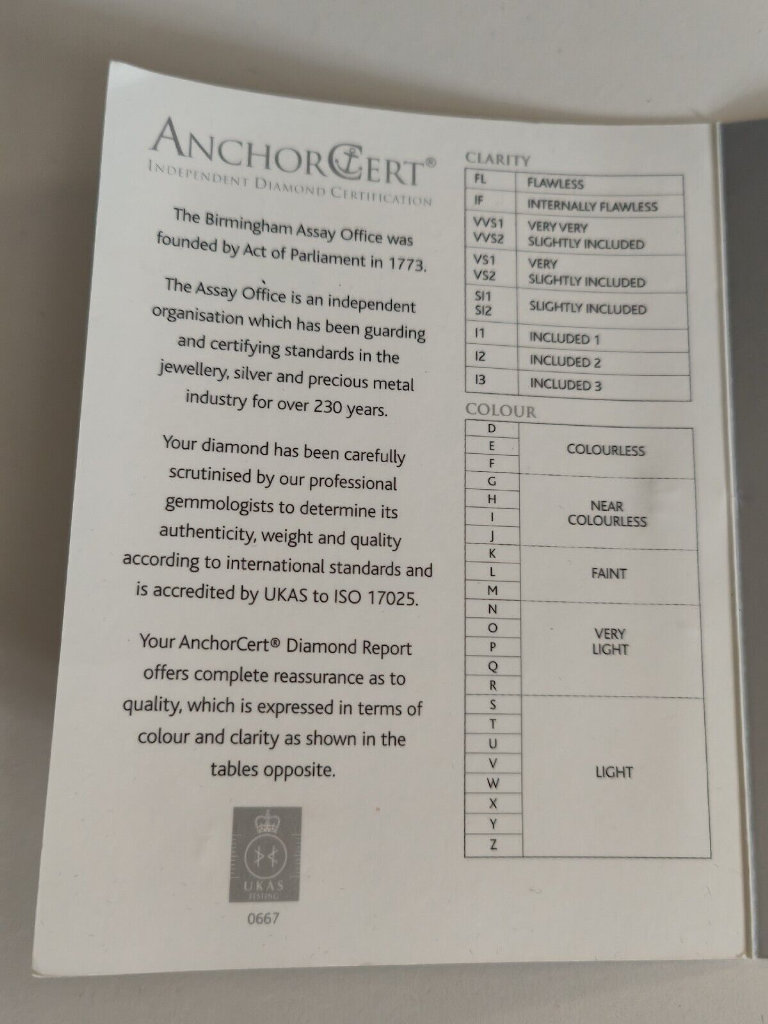 ANCHORCERT®
INDEPENDENT DIAMOND CERTIFICATION
The Birmingham Assay Office was
founded by Act of Parliament in 1773.
The Assay Office is an independent
organisation which has been guarding
and certifying standards in the
jewellery, silver and precious metal
industry for over 230 years.
Your diamond has been carefully
scrutinised by our professional
gemmologists to determine its
authenticity, weight and quality
according to international standards and
is accredited by UKAS to ISO 17025.
Your AnchorCert® Diamond Report
offers complete reassurance as to
quality, which is expressed in terms of
colour and clarity as shown in the
tables opposite.
UKAS
TESTING
0667
CLARITY
FL FLAWLESS
IF INTERNALLY FLAWLESS
VVS1 VERY VERY
VVS2 SLIGHTLY INCLUDED
VS1 VERY
VS2 SLIGHTLY INCLUDED
SI1
SI2 SLIGHTLY INCLUDED
I1 INCLUDED 1
I2 INCLUDED 2
I3 INCLUDED 3
COLOUR
D
E COLOURLESS
F
G
H NEAR
I COLOURLESS
J
K
L FAINT
M
N
O VERY
P LIGHT
Q
R
S
T
U
V LIGHT
W
X
Y
Z